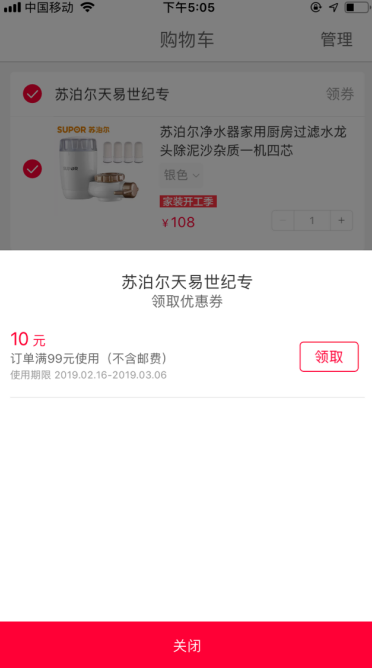 中国移动
下午5:05
购物车
管理
苏泊尔天易世纪专
领券
SUPOR 苏泊尔
苏泊尔净水器家用厨房过滤水龙
头除泥沙杂质一机四芯
银色
家装开工季
¥108
- 1 +
苏泊尔天易世纪专
领取优惠券
10 元
订单满99元使用（不含邮费）
使用期限 2019.02.16-2019.03.06
领取
关闭